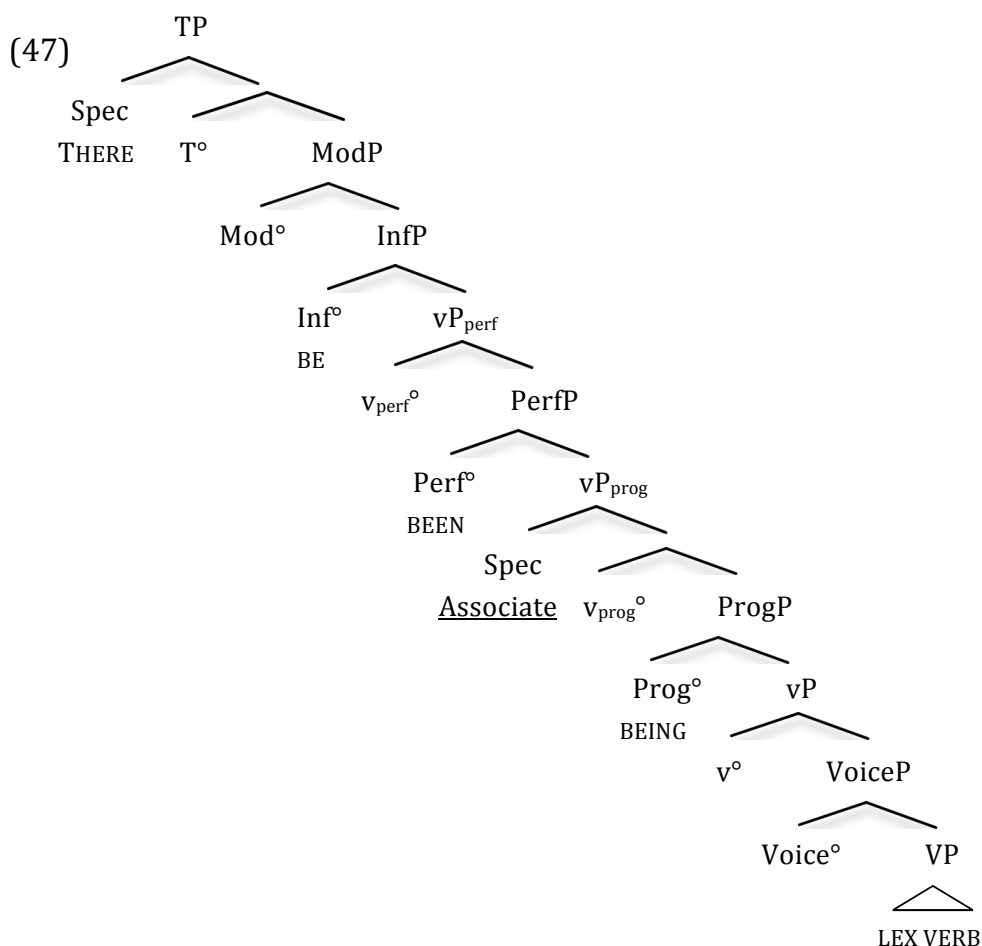 TP
(47)
Spec
THERE T° ModP
Mod° InfP
Inf° vPperf
BE
vperf° PerfP
Perf° vPprog
BEEN
Spec
Associate vprog° ProgP
Prog° vP
BEING
v° VoiceP
Voice° VP
LEX VERB